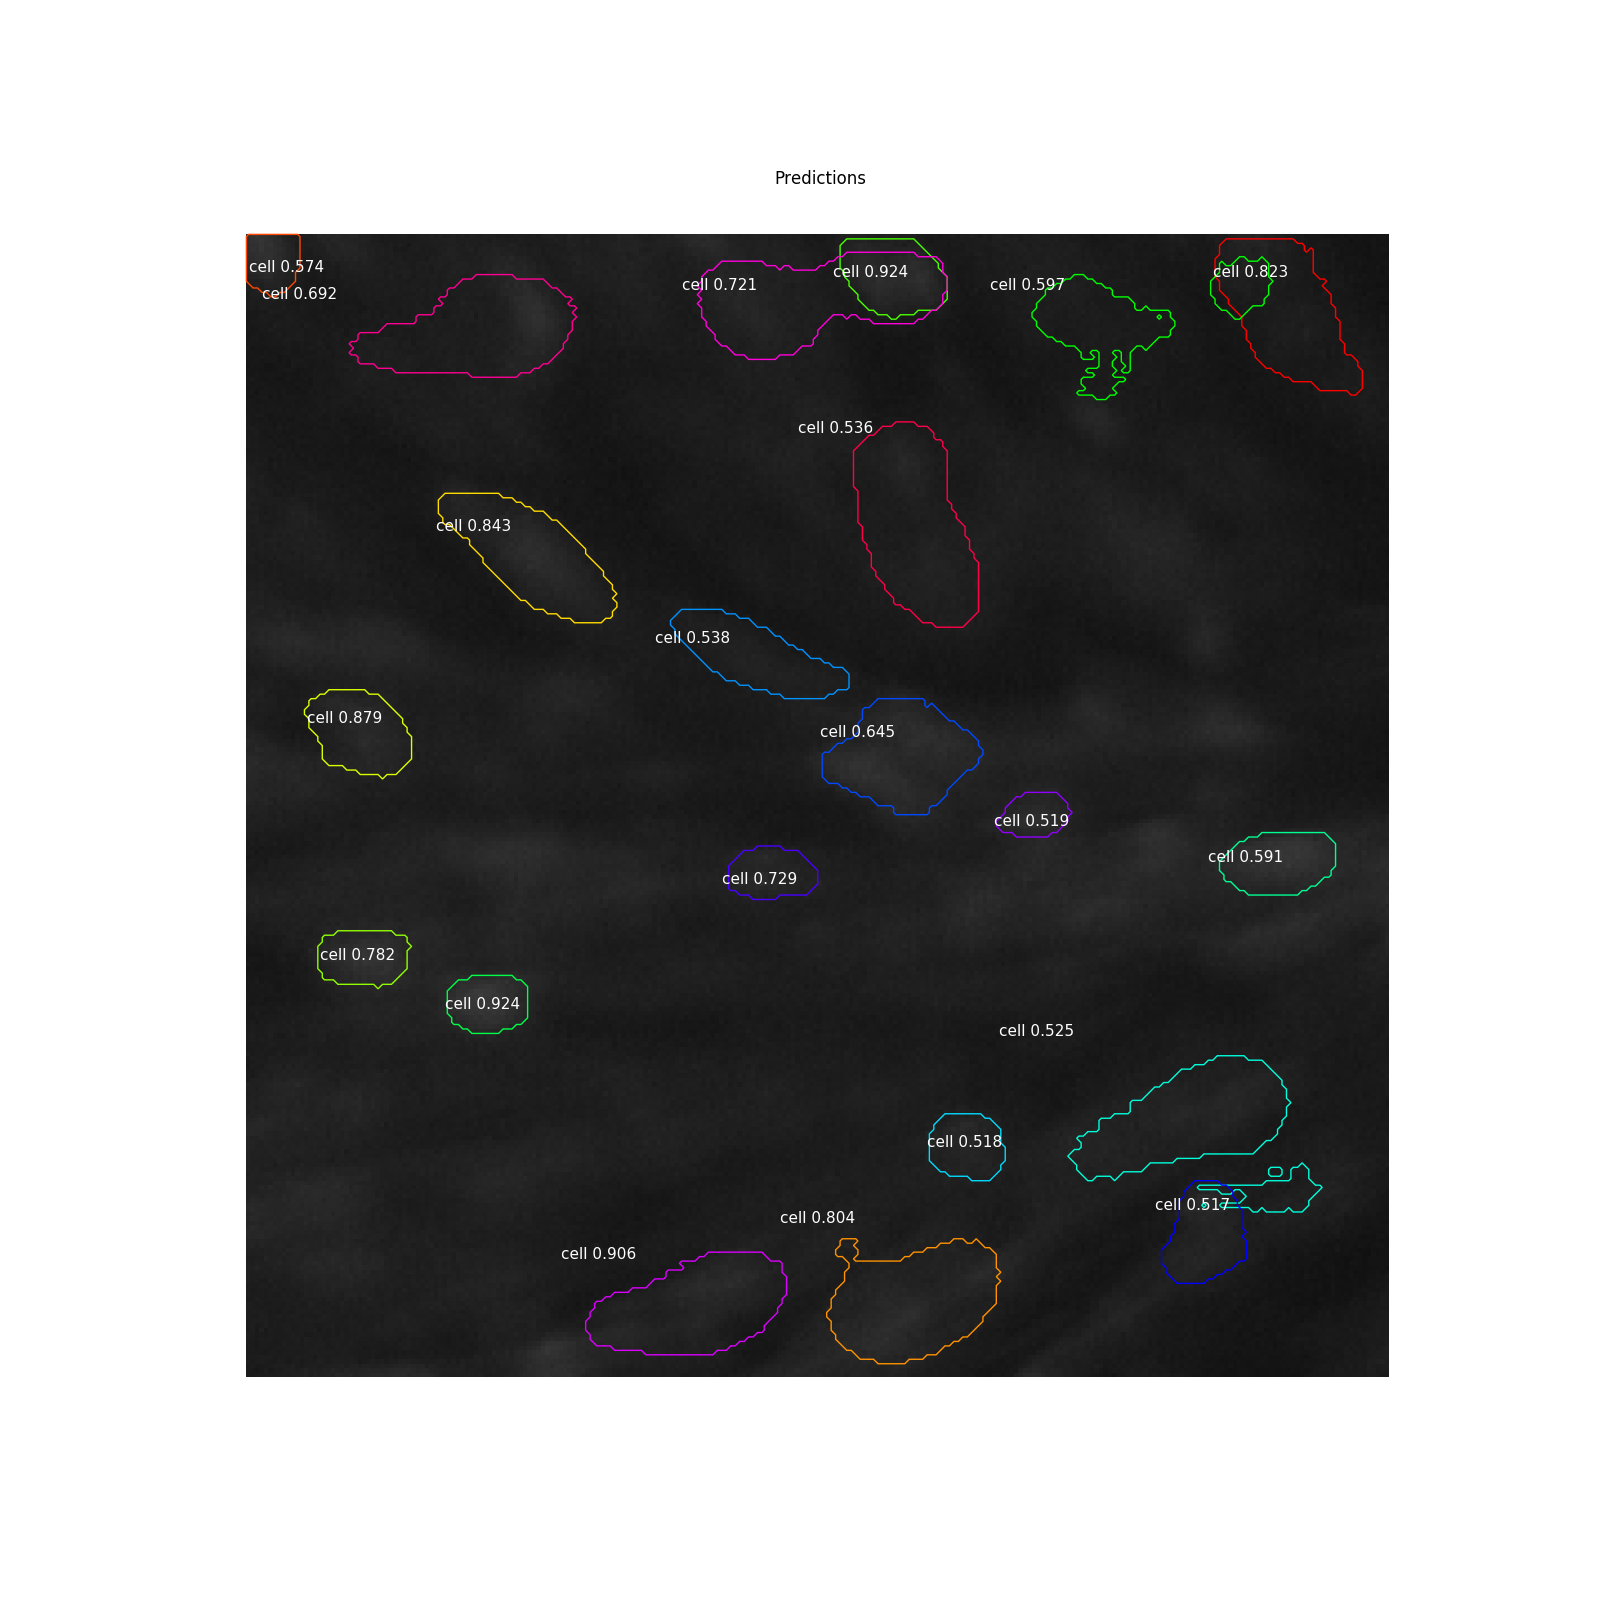 Predictions
cell 0.574
cell 0.692
cell 0.721
cell 0.924
cell 0.597
cell 0.823
cell 0.536
cell 0.843
cell 0.538
cell 0.879
cell 0.645
cell 0.519
cell 0.591
cell 0.729
cell 0.782
cell 0.924
cell 0.525
cell 0.518
cell 0.517
cell 0.804
cell 0.906